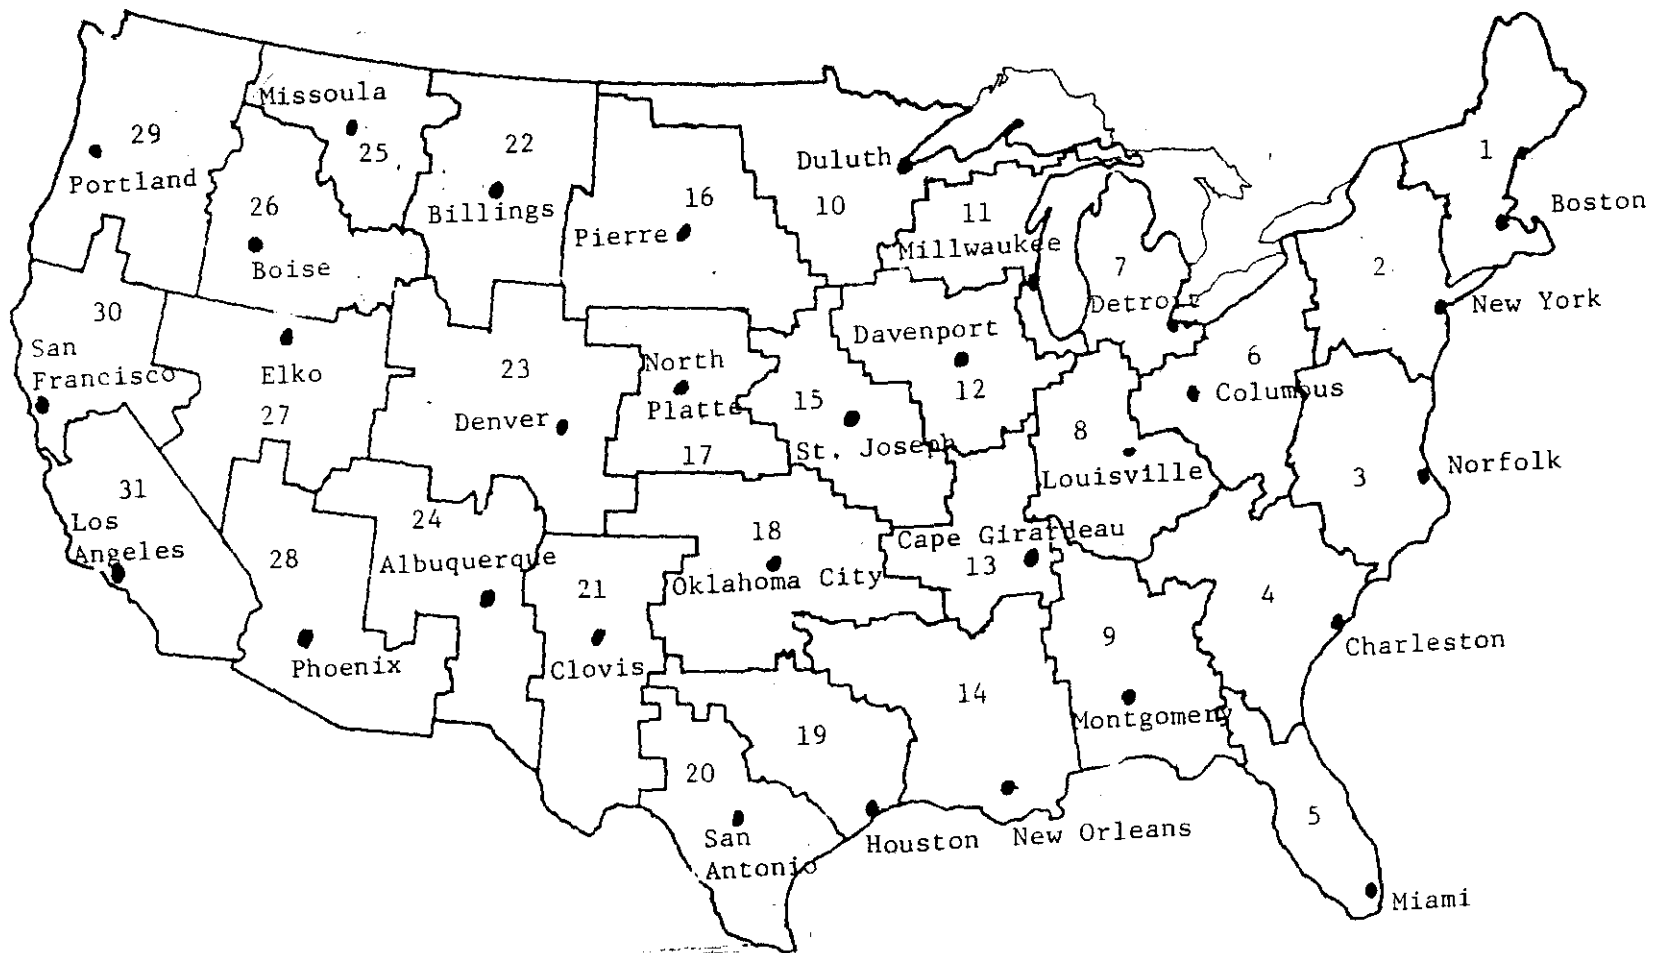 Missoula
29
25
22
1
Portland
26
Billings
16
Duluth
10
11
Boston
Boise
Pierre
Millwaukee
7
2
30
Detroit
New York
San
Francisco
Elko
27
23
Denver
North
Platte
17
Davenport
12
15
St. Joseph
6
Columbus
8
Louisville
3
Norfolk
31
Los
Angeles
28
24
Albuquerque
18
Oklahoma City
Cape Girardeau
13
21
Clovis
4
9
Charleston
Phoenix
14
Montgomery
19
20
San
Antonio
Houston
New Orleans
5
Miami